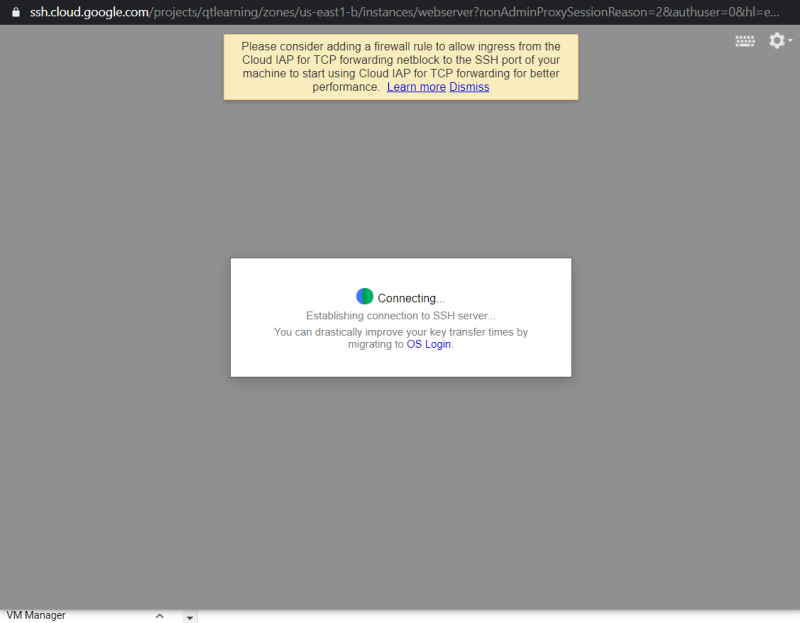 ssh.cloud.google.com/projects/qtlearning/zones/us-east1-b/instances/webserver?nonAdminProxySessionReason=2&authuser=0&hl=e...
Please consider adding a firewall rule to allow ingress from the
Cloud IAP for TCP forwarding netblock to the SSH port of your
machine to start using Cloud IAP for TCP forwarding for better
performance. Learn more Dismiss
Connecting...
Establishing connection to SSH server...
You can drastically improve your key transfer times by
migrating to OS Login.
VM Manager